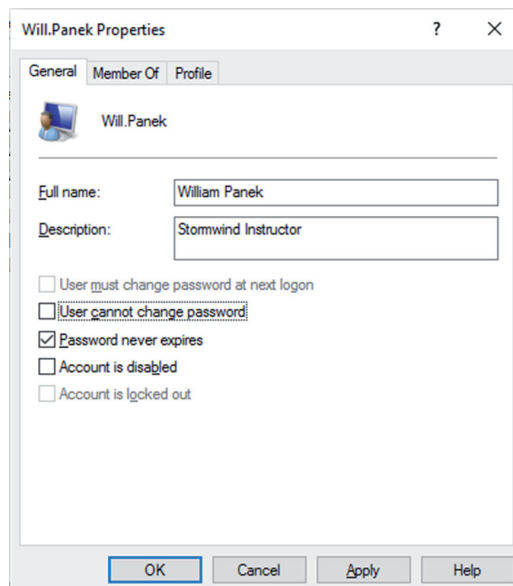 Will.Panek Properties
General Member Of Profile
Will.Panek
Full name: William Panek
Description: Stormwind Instructor
User must change password at next logon
User cannot change password
Password never expires
Account is disabled
Account is locked out
OK Cancel Apply Help